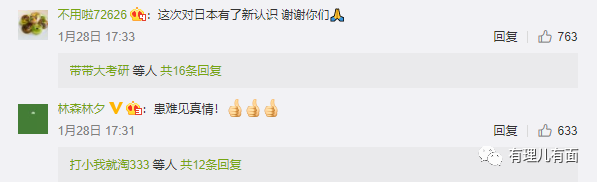 不用啦72626：这次对日本有了新认识 谢谢你们🙏
1月28日 17:33 回复 763
带带大考研 等人 共16条回复
林森林夕：患难见真情！👍👍👍
1月28日 17:31 回复 633
打小我就淘333 等人 共12条回复
有理儿有面